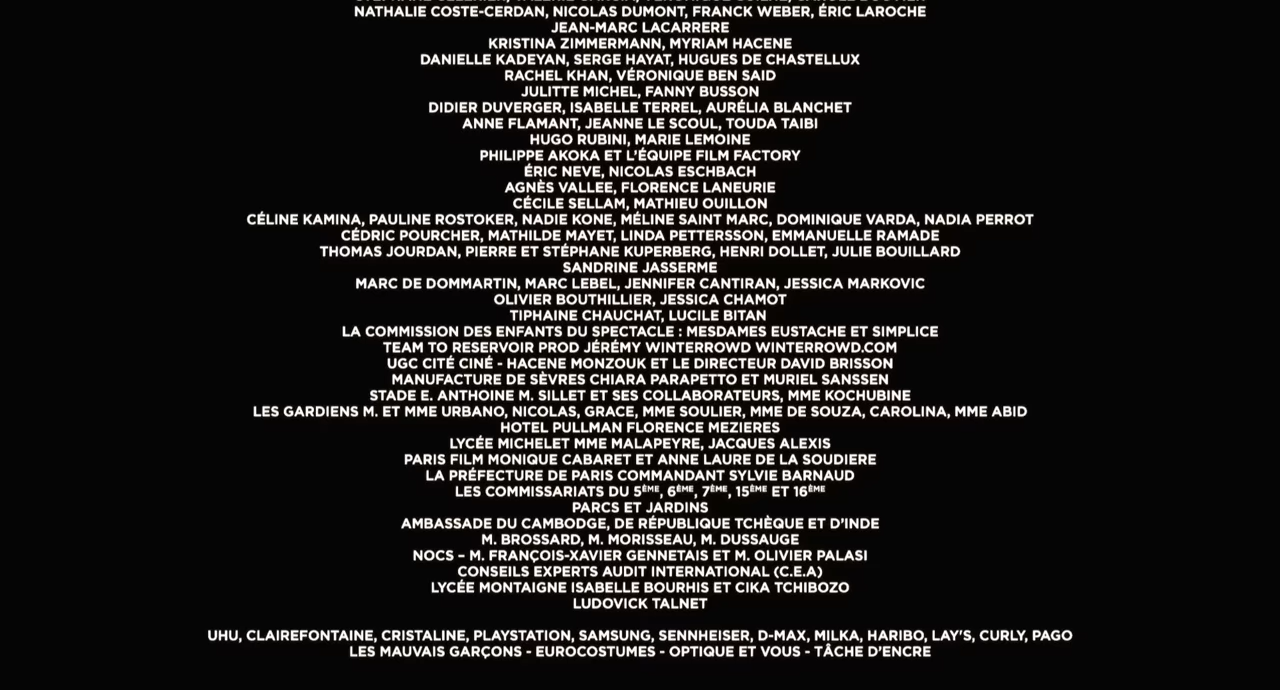 NATHALIE COSTE-CERDAN, NICOLAS DUMONT, FRANCK WEBER, ÉRIC LAROCHE
JEAN-MARC LACARRERE
KRISTINA ZIMMERMANN, MYRIAM HACENE
DANIELLE KADEYAN, SERGE HAYAT, HUGUES DE CHASTELLUX
RACHEL KHAN, VÉRONIQUE BEN SAID
JULITTE MICHEL, FANNY BUSSON
DIDIER DUVERGER, ISABELLE TERREL, AURÉLIA BLANCHET
ANNE FLAMANT, JEANNE LE SCOUL, TOUDA TAIBI
HUGO RUBINI, MARIE LEMOINE
PHILIPPE AKOKA ET L'ÉQUIPE FILM FACTORY
ÉRIC NEVE, NICOLAS ESCHBACH
AGNÈS VALLEE, FLORENCE LANEURIE
CÉCILE SELLAM, MATHIEU OUILLON
CÉLINE KAMINA, PAULINE ROSTOKER, NADIE KONE, MÉLINE SAINT MARC, DOMINIQUE VARDA, NADIA PERROT
CÉDRIC POURCHER, MATHILDE MAYET, LINDA PETTERSSON, EMMANUELLE RAMADE
THOMAS JOURDAN, PIERRE ET STÉPHANE KUPERBERG, HENRI DOLLET, JULIE BOUILLARD
SANDRINE JASSERME
MARC DE DOMMARTIN, MARC LEBEL, JENNIFER CANTIRAN, JESSICA MARKOVIC
OLIVIER BOUTHILLIER, JESSICA CHAMOT
TIPHAINE CHAUCHAT, LUCILE BITAN
LA COMMISSION DES ENFANTS DU SPECTACLE : MESDAMES EUSTACHE ET SIMPLICE
TEAM TO RESERVOIR PROD JÉRÉMY WINTERROWD WINTERROWD.COM
UGC CITÉ CINÉ - HACENE MONZOUK ET LE DIRECTEUR DAVID BRISSON
MANUFACTURE DE SÈVRES CHIARA PARAPETTO ET MURIEL SANSSEN
STADE E. ANTHOINE M. SILLET ET SES COLLABORATEURS, MME KOCHUBINE
LES GARDIENS M. ET MME URBANO, NICOLAS, GRACE, MME SOULIER, MME DE SOUZA, CAROLINA, MME ABID
HOTEL PULLMAN FLORENCE MEZIERES
LYCÉE MICHELET MME MALAPEYRE, JACQUES ALEXIS
PARIS FILM MONIQUE CABARET ET ANNE LAURE DE LA SOUDIERE
LA PRÉFECTURE DE PARIS COMMANDANT SYLVIE BARNAUD
LES COMMISSARIATS DU 5ÈME, 6ÈME, 7ÈME, 15ÈME ET 16ÈME
PARCS ET JARDINS
AMBASSADE DU CAMBODGE, DE RÉPUBLIQUE TCHÈQUE ET D'INDE
M. BROSSARD, M. MORISSEAU, M. DUSSAUGE
NOCS – M. FRANÇOIS-XAVIER GENNETAIS ET M. OLIVIER PALASI
CONSEILS EXPERTS AUDIT INTERNATIONAL (C.E.A)
LYCÉE MONTAIGNE ISABELLE BOURHIS ET CIKA TCHIBOZO
LUDOVICK TALNET
UHU, CLAIREFONTAINE, CRISTALINE, PLAYSTATION, SAMSUNG, SENNHEISER, D-MAX, MILKA, HARIBO, LAY'S, CURLY, PAGO
LES MAUVAIS GARÇONS - EUROCOSTUMES - OPTIQUE ET VOUS - TÂCHE D'ENCRE